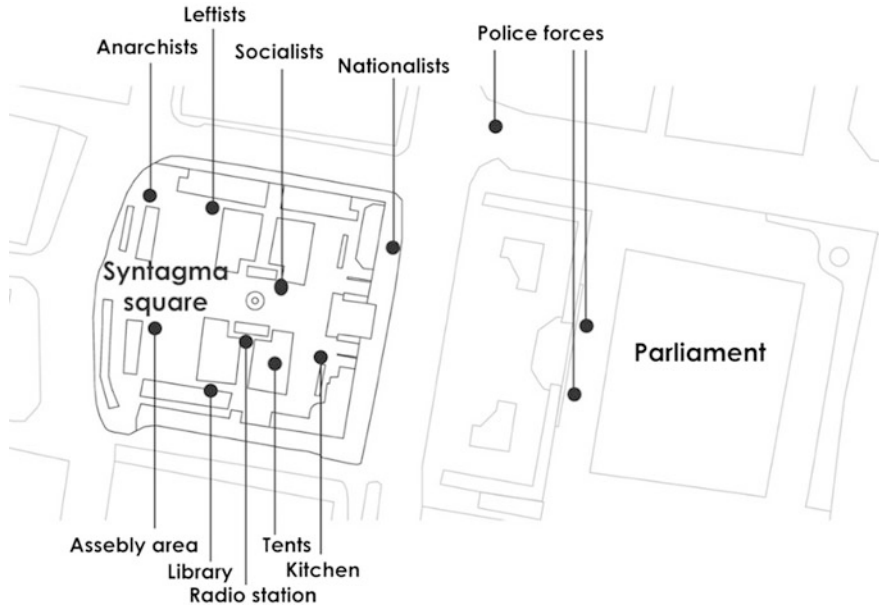 Leftists
Anarchists
Socialists
Nationalists
Police forces
Syntagma
square
Parliament
Assebly area
Library
Radio station
Tents
Kitchen